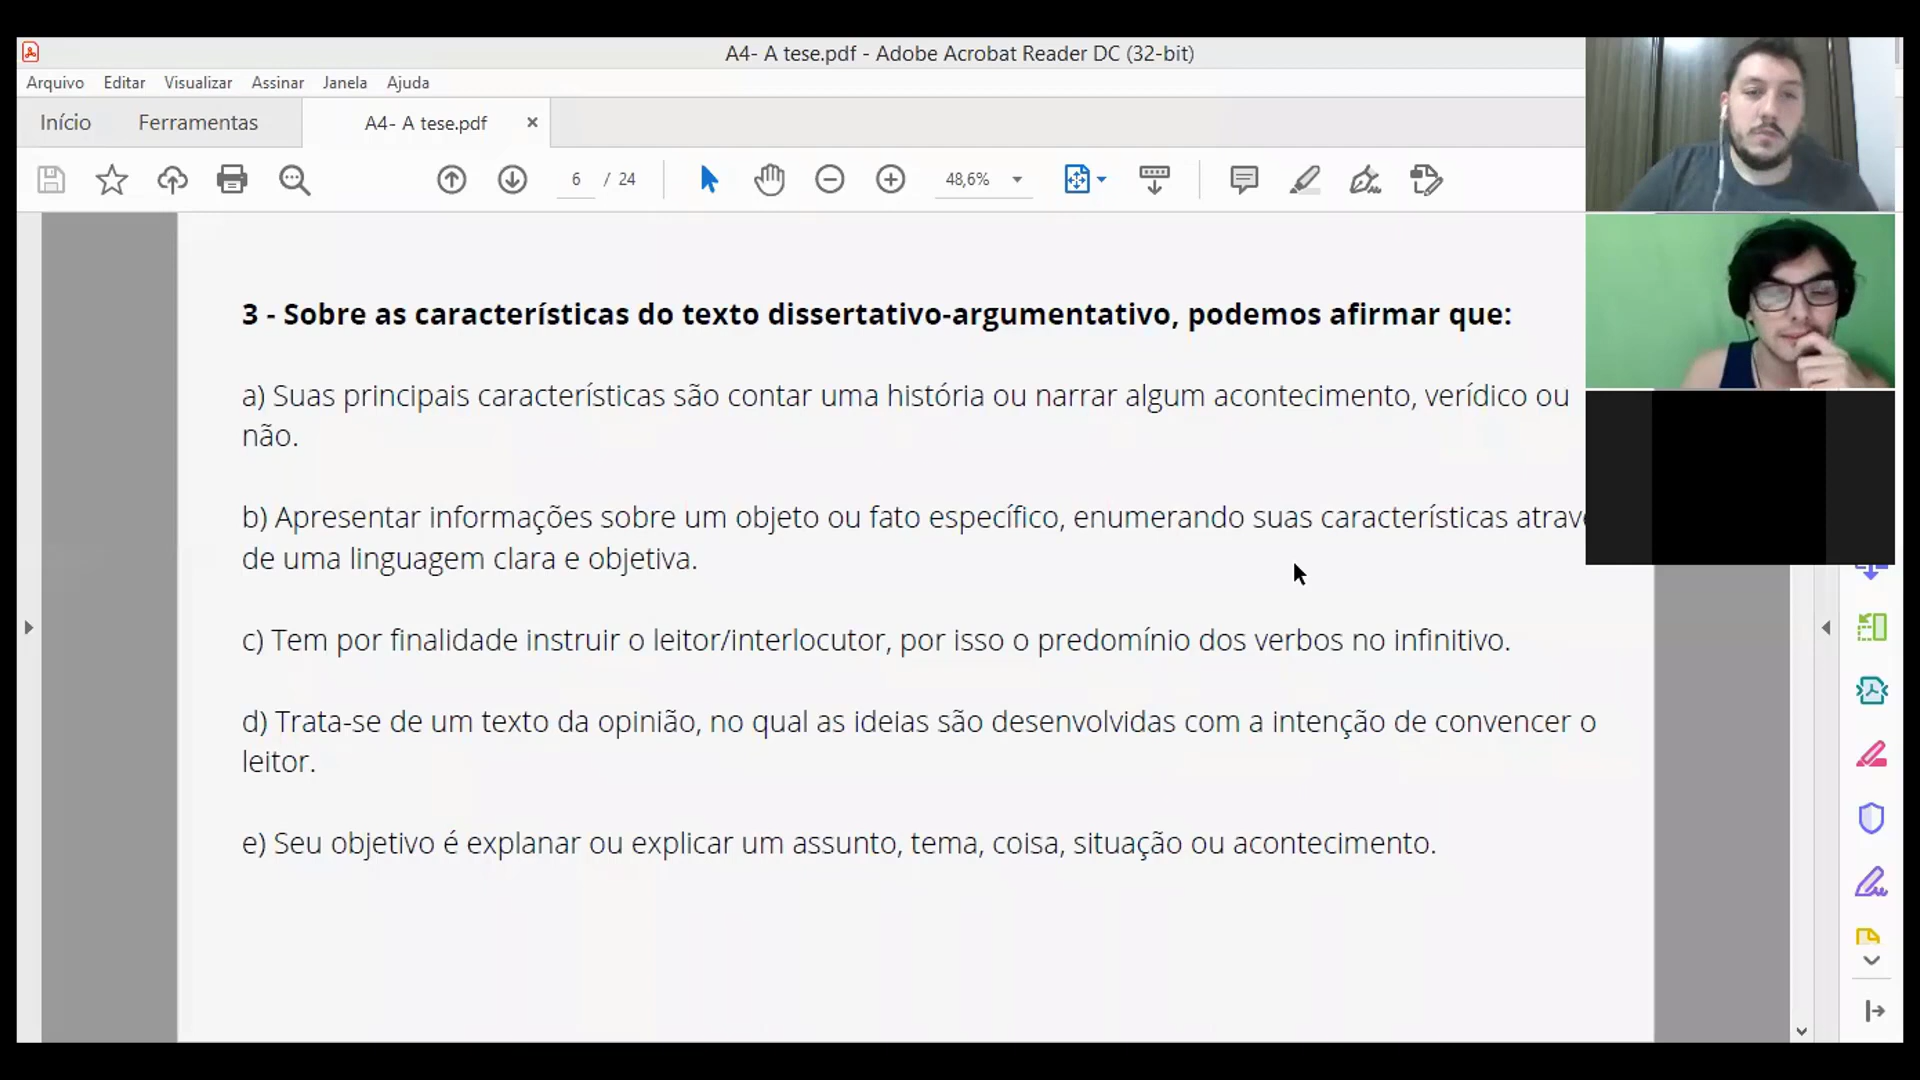 A4- A tese.pdf - Adobe Acrobat Reader DC (32-bit)
Arquivo Editar Visualizar Assinar Janela Ajuda
Início Ferramentas A4- A tese.pdf ×
6 / 24 48,6%
3 - Sobre as características do texto dissertativo-argumentativo, podemos afirmar que:
a) Suas principais características são contar uma história ou narrar algum acontecimento, verídico ou
não.
b) Apresentar informações sobre um objeto ou fato específico, enumerando suas características
de uma linguagem clara e objetiva.
c) Tem por finalidade instruir o leitor/interlocutor, por isso o predomínio dos verbos no infinitivo.
d) Trata-se de um texto da opinião, no qual as ideias são desenvolvidas com a intenção de convencer o
leitor.
e) Seu objetivo é explanar ou explicar um assunto, tema, coisa, situação ou acontecimento.